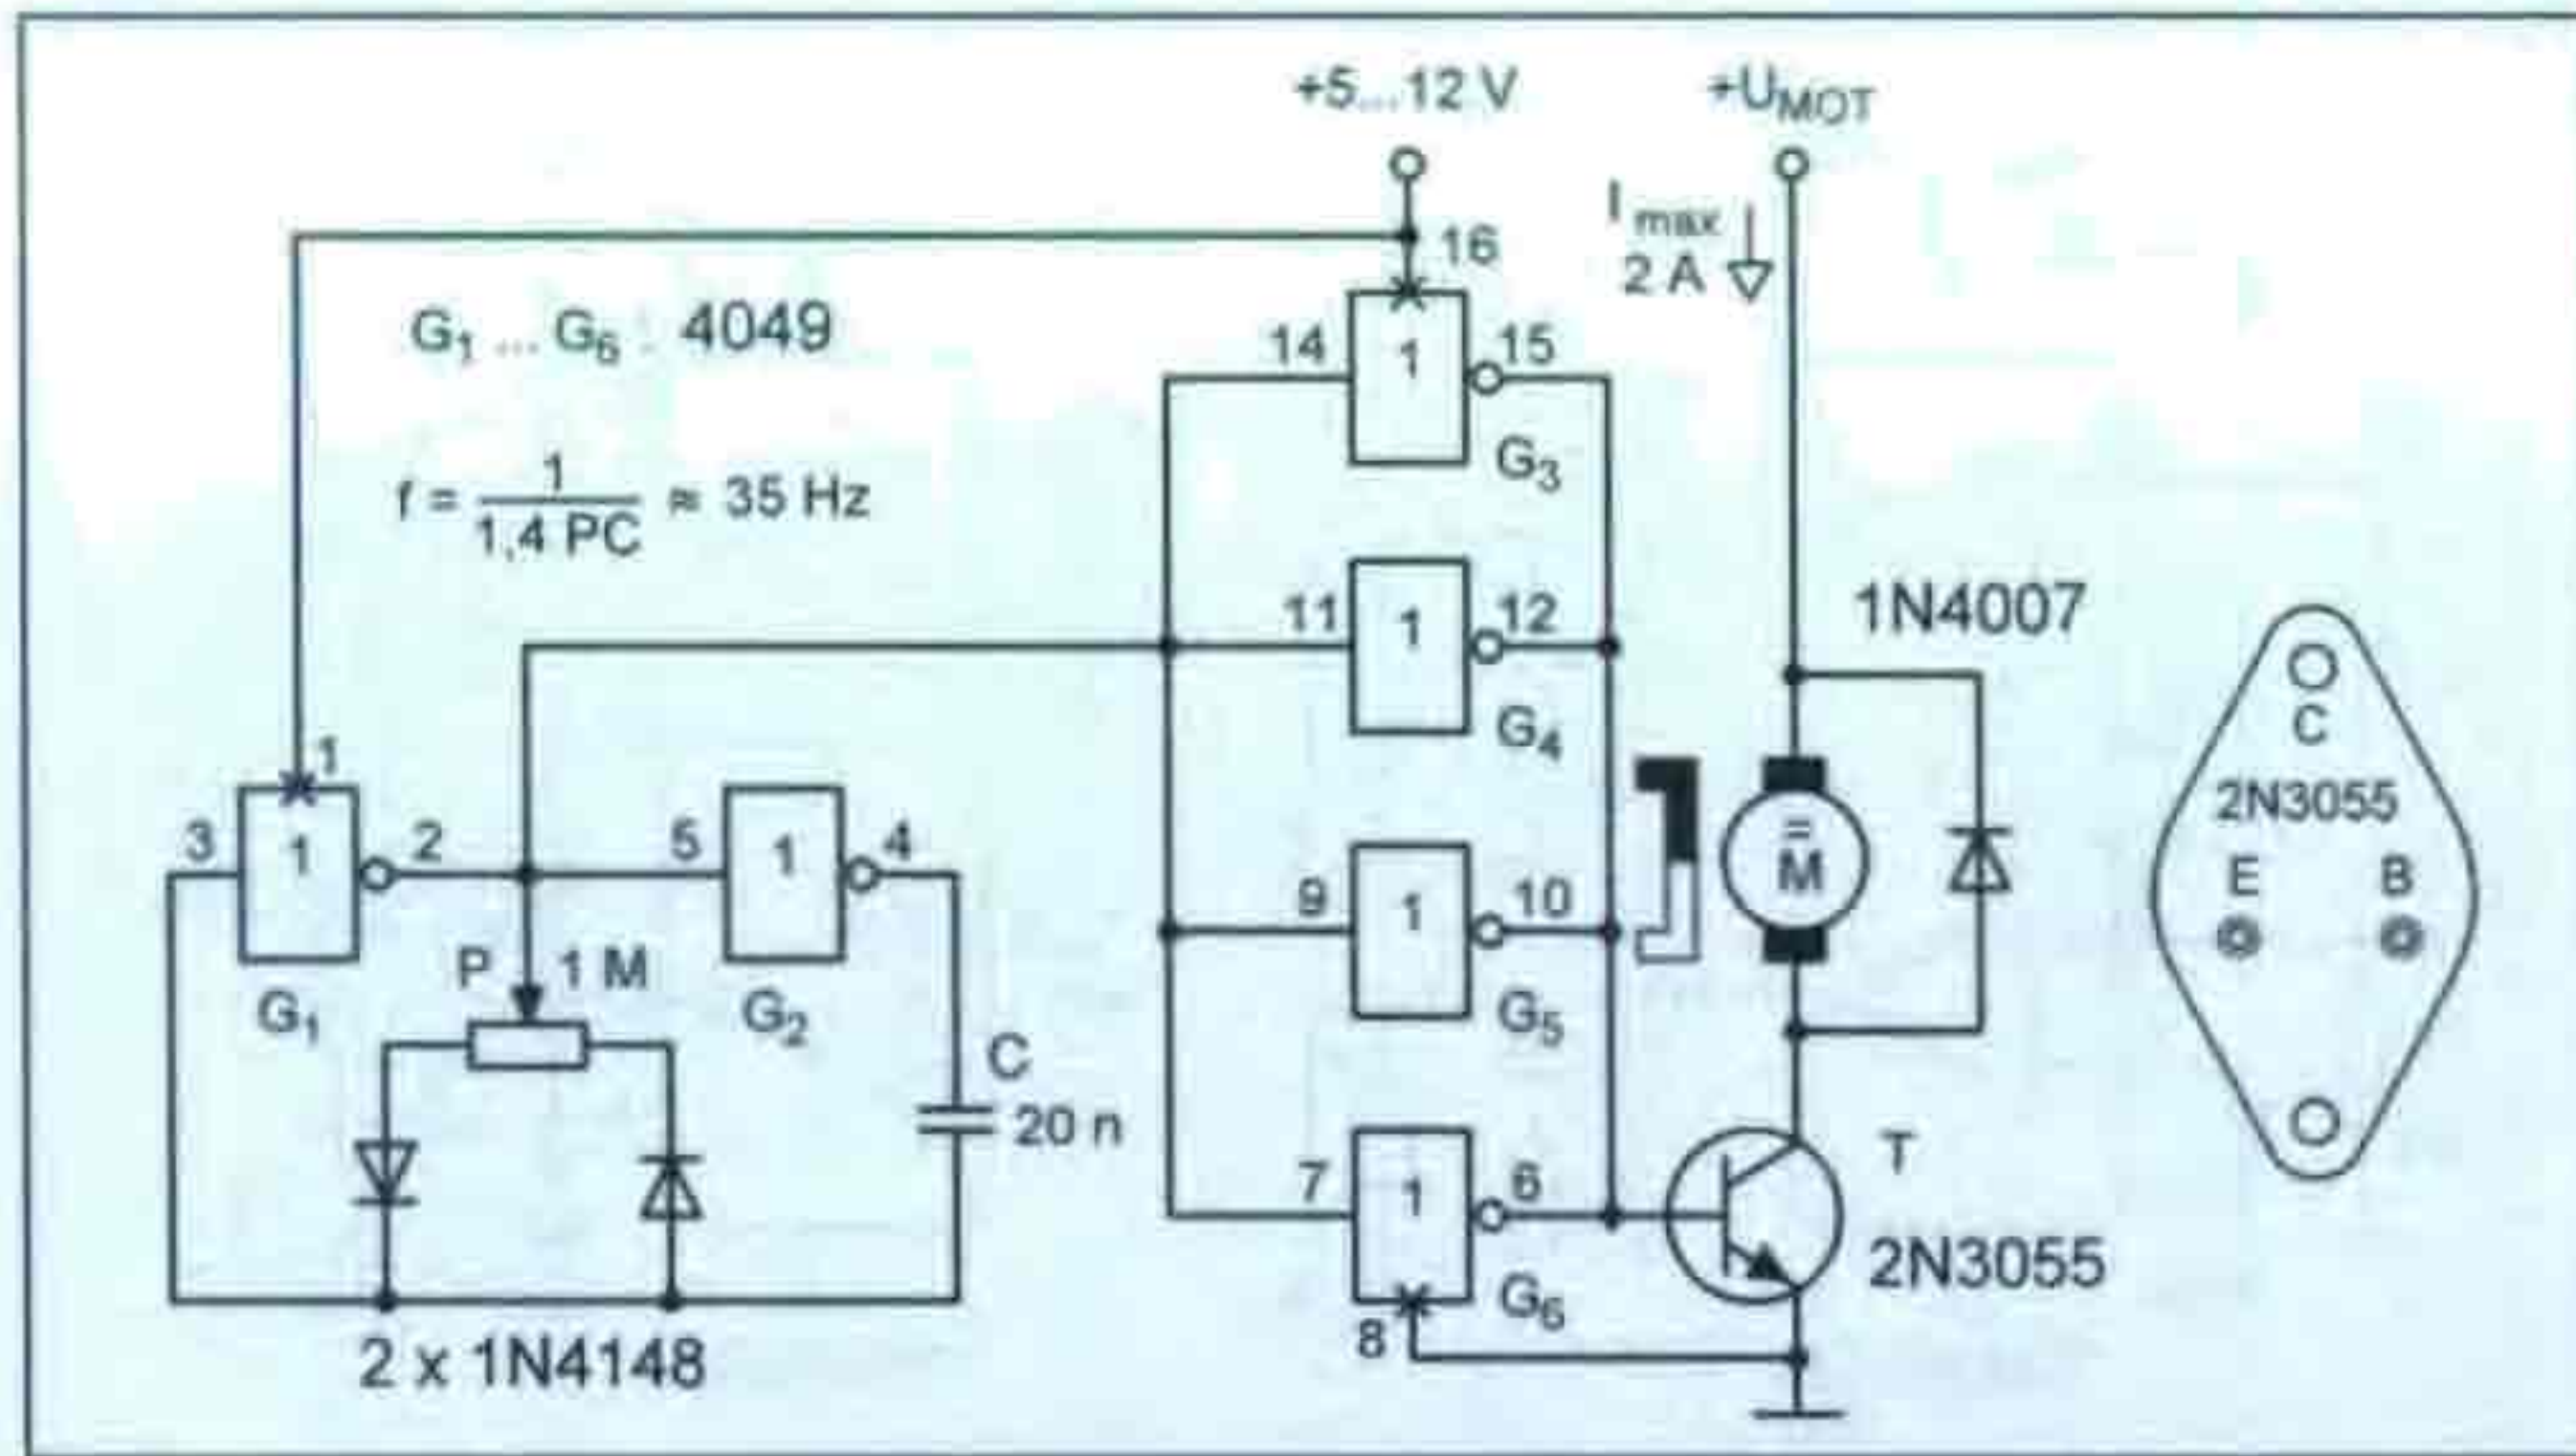 +5...12 V
+UMOT
Imax
2 A
16
G1 ... G6 : 4049
14
1
15
G3
f = 1 / 1,4 PC ≈ 35 Hz
11
1
12
G4
1N4007
C
2N3055
E
B
1
3
1
2
G1
P
1 M
5
1
4
G2
C
20 n
9
1
10
G5
=
M
7
1
6
G6
8
T
2N3055
2 x 1N4148